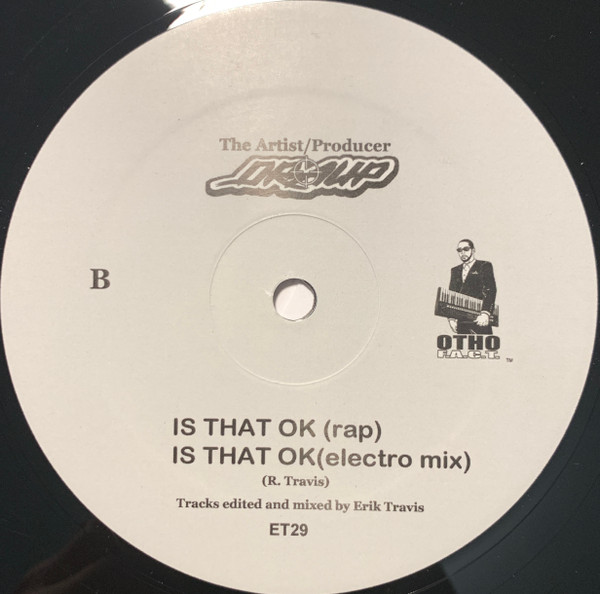 The Artist/Producer
B
OTHO
F.A.C.T.
TM
IS THAT OK (rap)
IS THAT OK(electro mix)
(R. Travis)
Tracks edited and mixed by Erik Travis
ET29